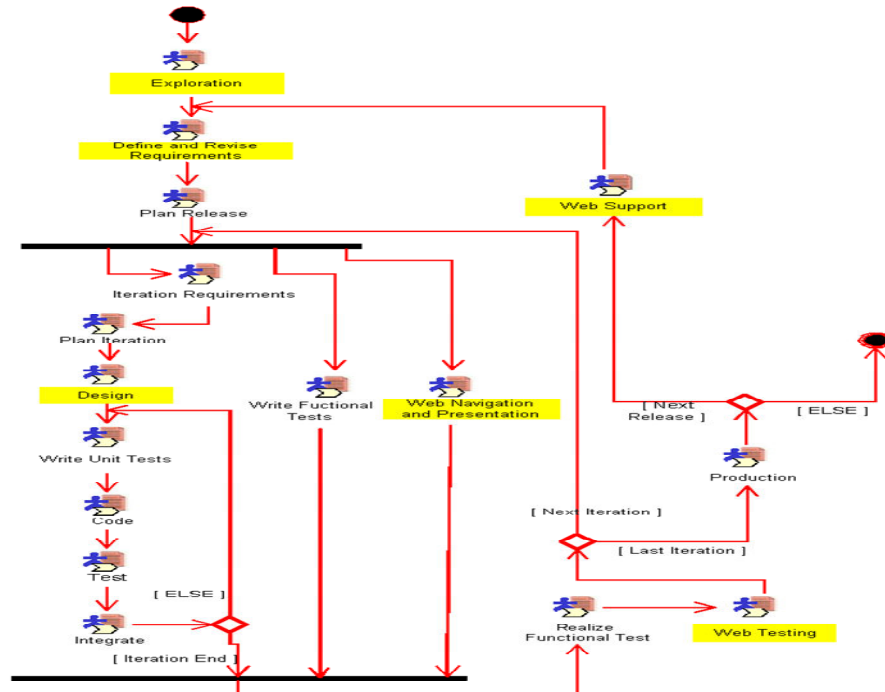 Exploration
Define and Revise
Requirements
Plan Release
Web Support
Iteration Requirements
Plan Iteration
Design
Write Fuctional
Tests
Web Navigation
and Presentation
[ Next
Release ]
[ ELSE ]
Write Unit Tests
Production
Code
[ Next Iteration ]
[ Last Iteration ]
Test
[ ELSE ]
Integrate
Realize
Functional Test
Web Testing
[ Iteration End ]